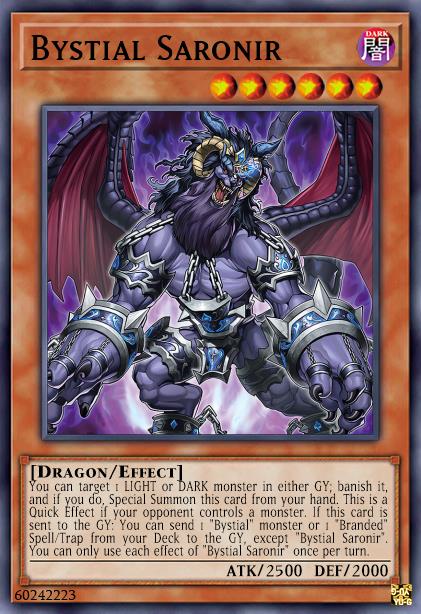 BYSTIAL SARONIR
DARK
闇
[DRAGON/EFFECT]
You can target 1 LIGHT or DARK monster in either GY; banish it,
and if you do, Special Summon this card from your hand. This is a
Quick Effect if your opponent controls a monster. If this card is
sent to the GY: You can send 1 "Bystial" monster or 1 "Branded"
Spell/Trap from your Deck to the GY, except "Bystial Saronir".
You can only use each effect of "Bystial Saronir" once per turn.
ATK/2500 DEF/2000
60242223